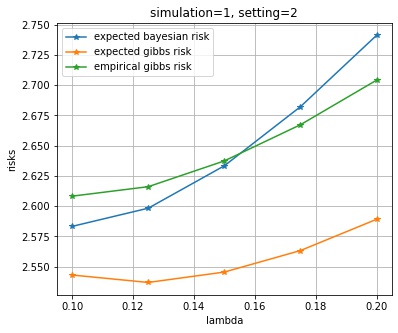 simulation=1, setting=2
expected bayesian risk
expected gibbs risk
empirical gibbs risk
2.750
2.725
2.700
2.675
2.650
2.625
2.600
2.575
2.550
risks
0.10 0.12 0.14 0.16 0.18 0.20
lambda